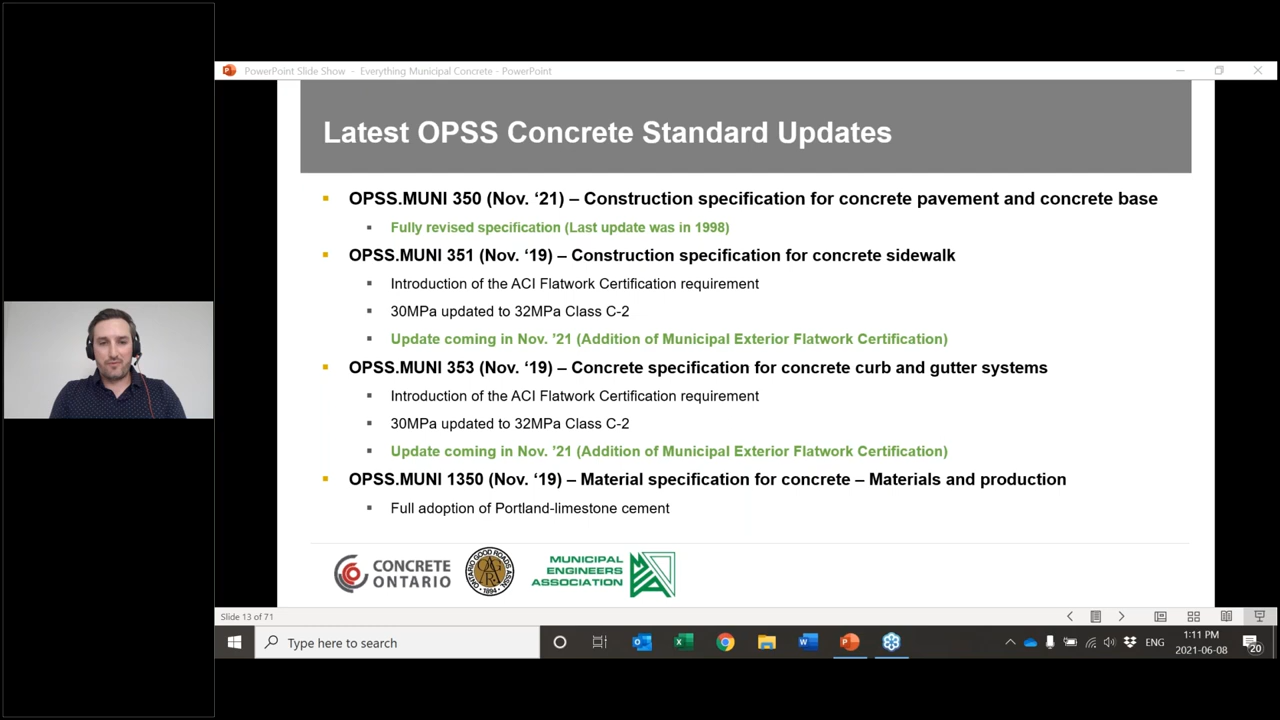 PowerPoint Slide Show - Everything Municipal Concrete - PowerPoint
Latest OPSS Concrete Standard Updates
OPSS.MUNI 350 (Nov. ‘21) – Construction specification for concrete pavement and concrete base
Fully revised specification (Last update was in 1998)
OPSS.MUNI 351 (Nov. ‘19) – Construction specification for concrete sidewalk
Introduction of the ACI Flatwork Certification requirement
30MPa updated to 32MPa Class C-2
Update coming in Nov. ’21 (Addition of Municipal Exterior Flatwork Certification)
OPSS.MUNI 353 (Nov. ‘19) – Concrete specification for concrete curb and gutter systems
Introduction of the ACI Flatwork Certification requirement
30MPa updated to 32MPa Class C-2
Update coming in Nov. ’21 (Addition of Municipal Exterior Flatwork Certification)
OPSS.MUNI 1350 (Nov. ‘19) – Material specification for concrete – Materials and production
Full adoption of Portland-limestone cement
CONCRETE
ONTARIO
ONTARIO GOOD ROADS ASSN.
1894
MUNICIPAL
ENGINEERS
ASSOCIATION
Slide 13 of 71
Type here to search
ENG
1:11 PM
2021-06-08
20